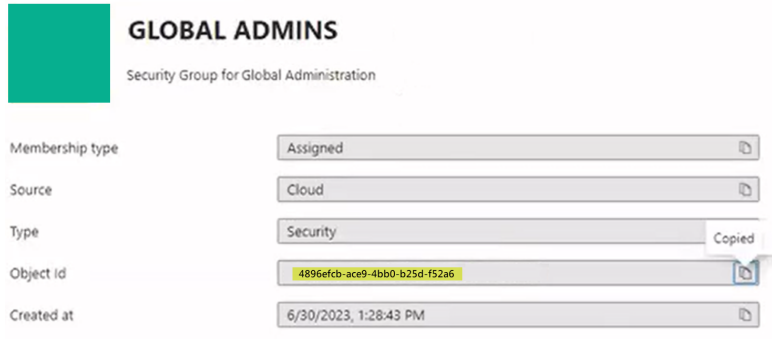 GLOBAL ADMINS
Security Group for Global Administration
Membership type Assigned
Source Cloud
Type Security
Copied
Object Id 4896efcb-ace9-4bb0-b25d-f52a6
Created at 6/30/2023, 1:28:43 PM